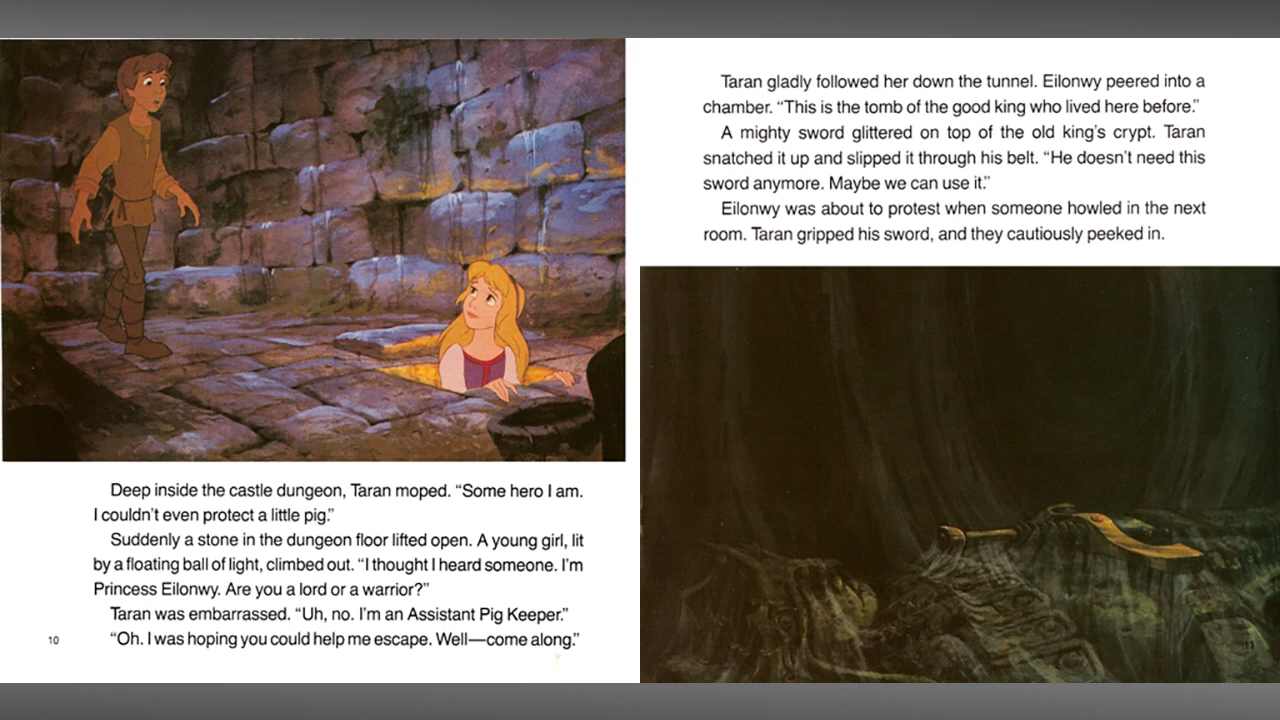 Deep inside the castle dungeon, Taran moped. “Some hero I am.
I couldn’t even protect a little pig.”
Suddenly a stone in the dungeon floor lifted open. A young girl, lit
by a floating ball of light, climbed out. “I thought I heard someone. I’m
Princess Eilonwy. Are you a lord or a warrior?”
Taran was embarrassed. “Uh, no. I’m an Assistant Pig Keeper.”
“Oh. I was hoping you could help me escape. Well—come along.”
10
Taran gladly followed her down the tunnel. Eilonwy peered into a
chamber. “This is the tomb of the good king who lived here before.”
A mighty sword glittered on top of the old king’s crypt. Taran
snatched it up and slipped it through his belt. “He doesn’t need this
sword anymore. Maybe we can use it.”
Eilonwy was about to protest when someone howled in the next
room. Taran gripped his sword, and they cautiously peeked in.
11